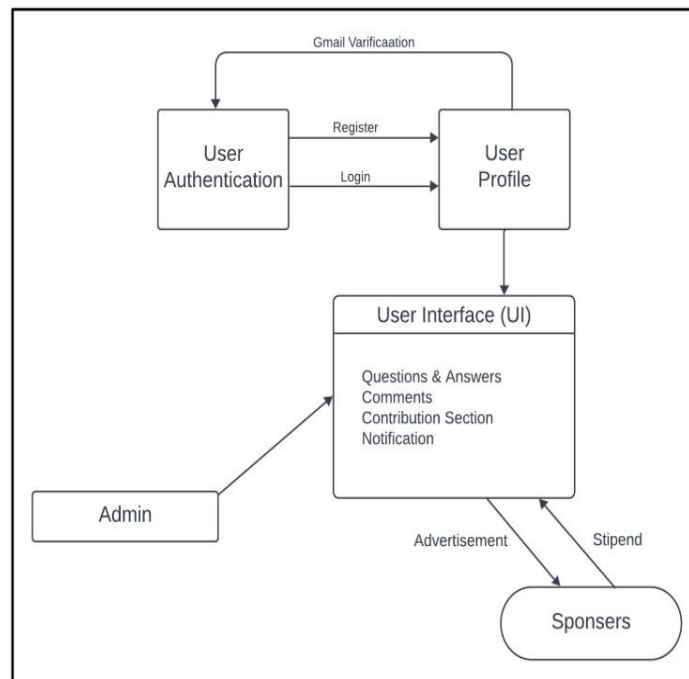 Gmail Varificaation
User
Authentication
Register
Login
User
Profile
User Interface (UI)
Questions & Answers
Comments
Contribution Section
Notification
Admin
Advertisement
Stipend
Sponsers